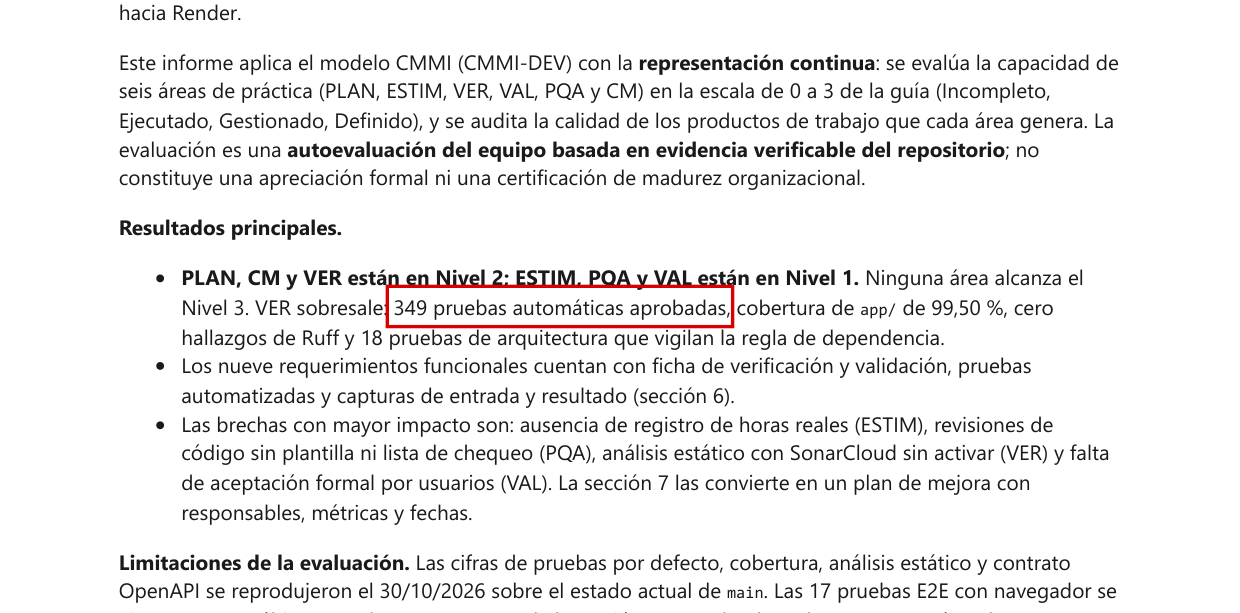 hacia Render.
Este informe aplica el modelo CMMI (CMMI-DEV) con la representación continua: se evalúa la capacidad de
seis áreas de práctica (PLAN, ESTIM, VER, VAL, PQA y CM) en la escala de 0 a 3 de la guía (Incompleto,
Ejecutado, Gestionado, Definido), y se audita la calidad de los productos de trabajo que cada área genera. La
evaluación es una autoevaluación del equipo basada en evidencia verificable del repositorio; no
constituye una apreciación formal ni una certificación de madurez organizacional.
Resultados principales.
• PLAN, CM y VER están en Nivel 2; ESTIM, PQA y VAL están en Nivel 1. Ninguna área alcanza el
Nivel 3. VER sobresale: 349 pruebas automáticas aprobadas, cobertura de app/ de 99,50 %, cero
hallazgos de Ruff y 18 pruebas de arquitectura que vigilan la regla de dependencia.
• Los nueve requerimientos funcionales cuentan con ficha de verificación y validación, pruebas
automatizadas y capturas de entrada y resultado (sección 6).
• Las brechas con mayor impacto son: ausencia de registro de horas reales (ESTIM), revisiones de
código sin plantilla ni lista de chequeo (PQA), análisis estático con SonarCloud sin activar (VER) y falta
de aceptación formal por usuarios (VAL). La sección 7 las convierte en un plan de mejora con
responsables, métricas y fechas.
Limitaciones de la evaluación. Las cifras de pruebas por defecto, cobertura, análisis estático y contrato
OpenAPI se reprodujeron el 30/10/2026 sobre el estado actual de main. Las 17 pruebas E2E con navegador se